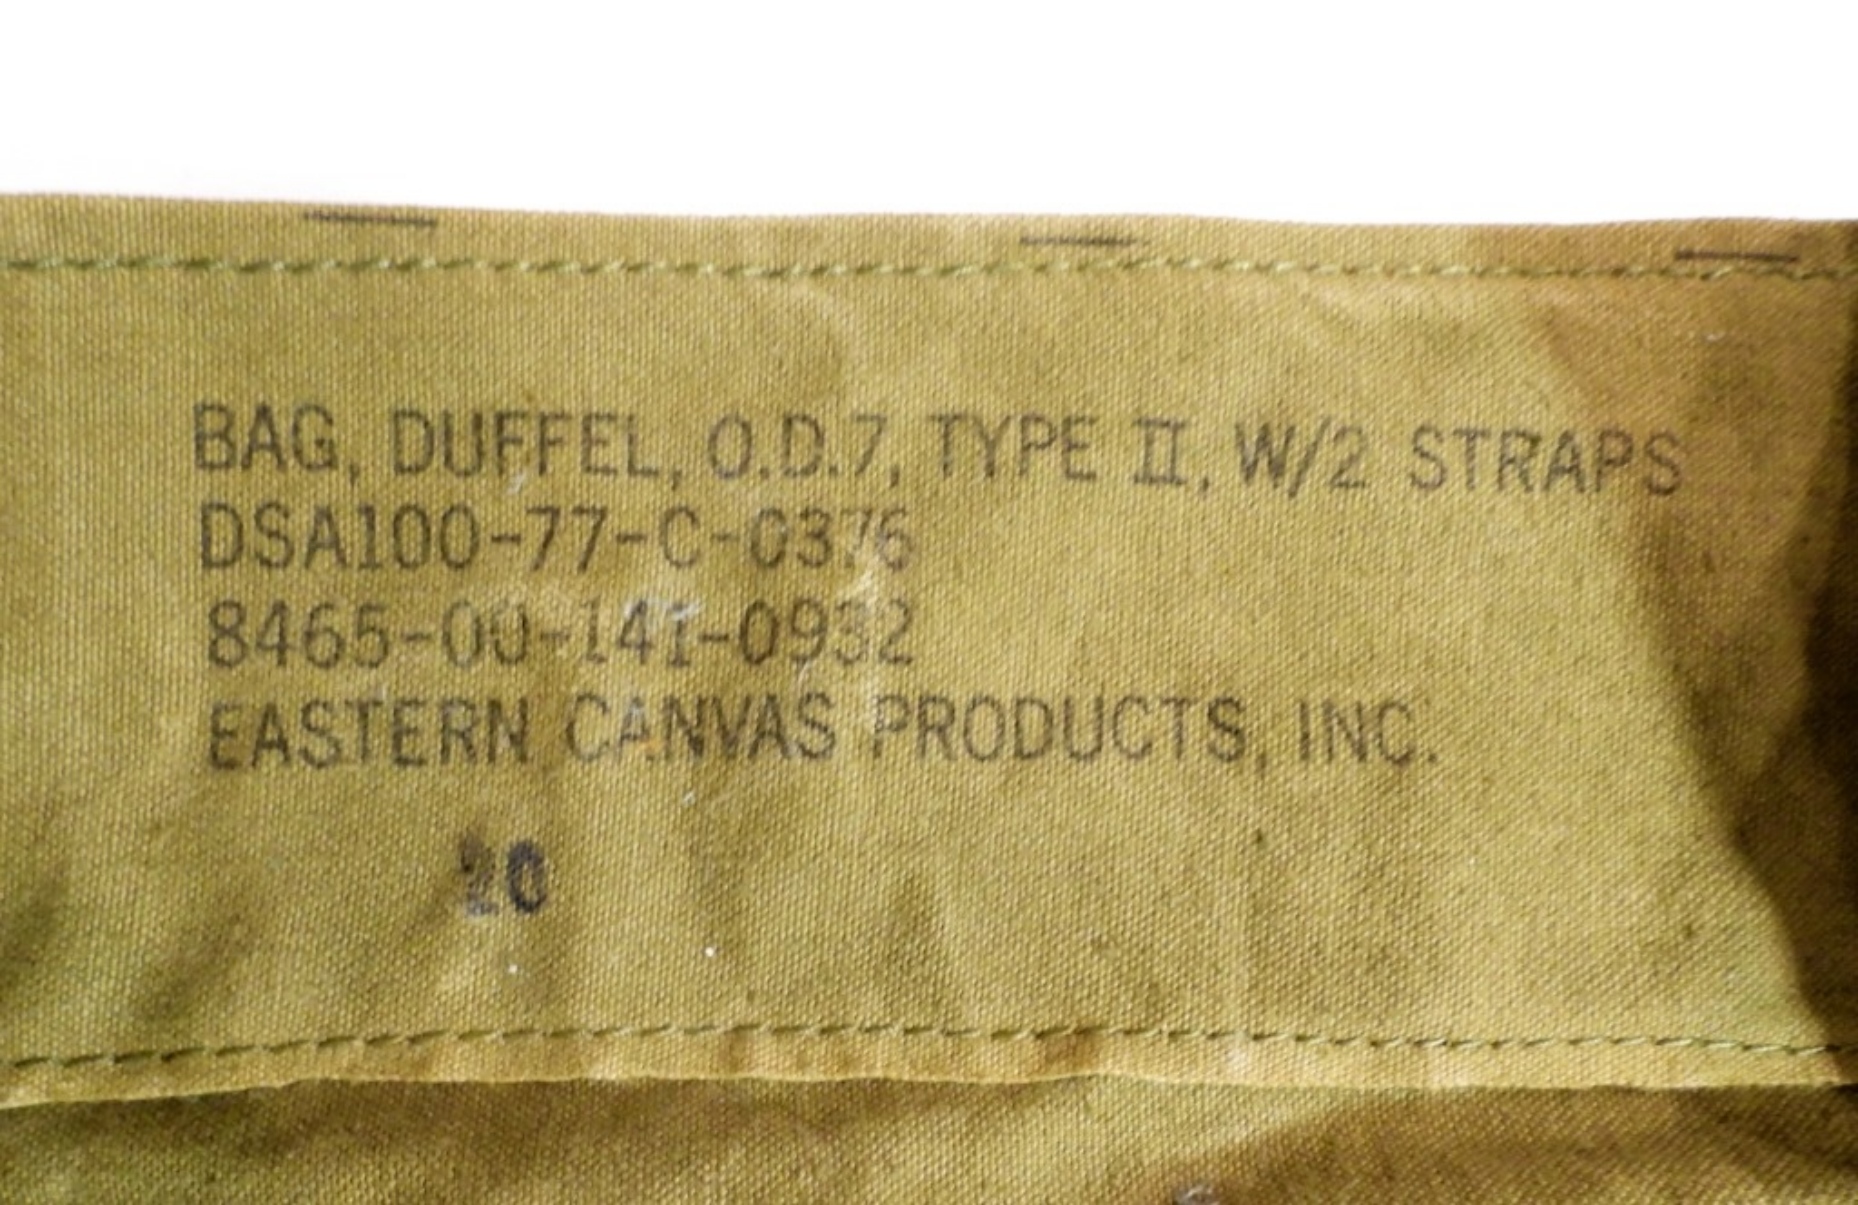 BAG, DUFFEL, O.D.7, TYPE II, W/2 STRAPS
DSA100-77-C-0376
8465-00-141-0932
EASTERN CANVAS PRODUCTS, INC.
20